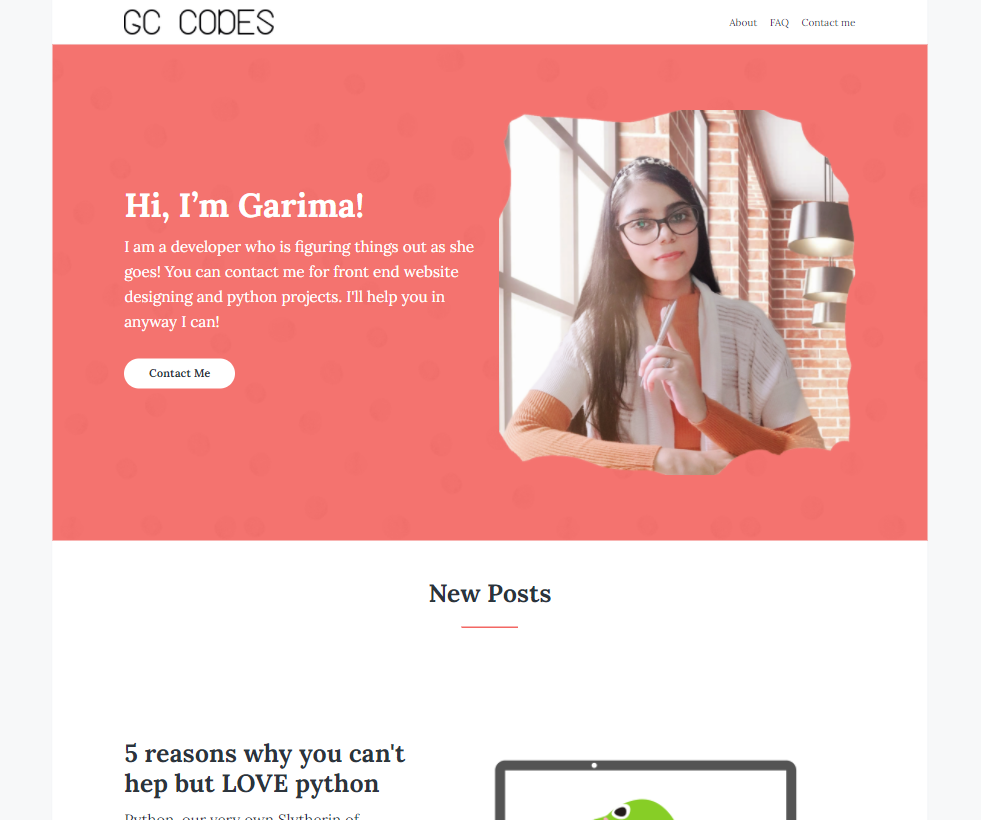 GC CODES
About FAQ Contact me
Hi, I’m Garima!
I am a developer who is figuring things out as she
goes! You can contact me for front end website
designing and python projects. I'll help you in
anyway I can!
Contact Me
New Posts
5 reasons why you can't
hep but LOVE python
Python, our very own Slytherin of